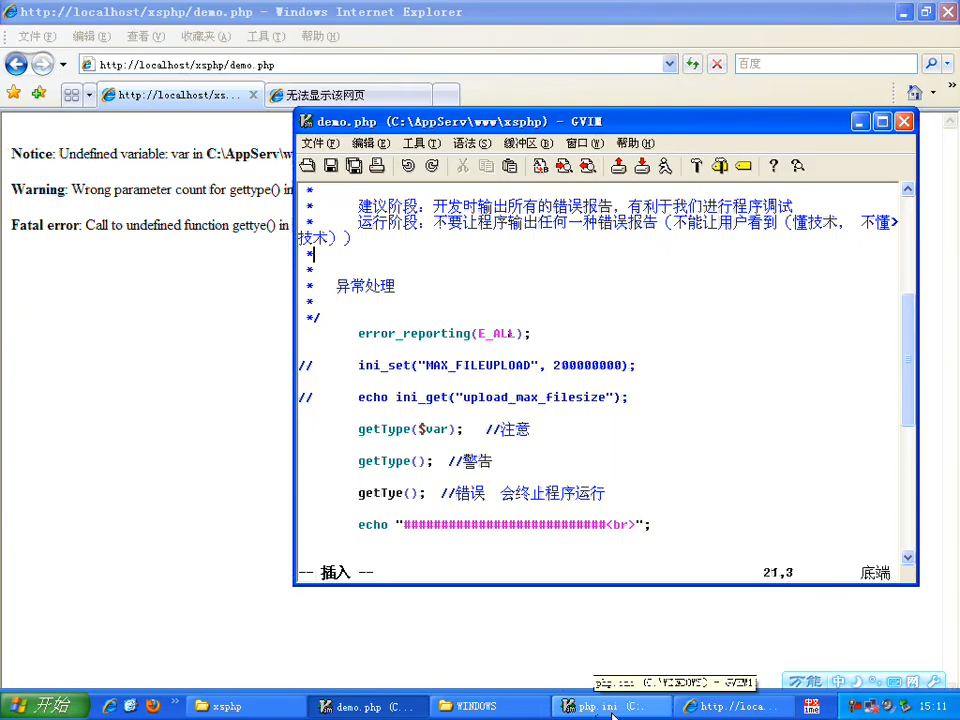 http://localhost/xsphp/demo.php - Windows Internet Explorer
文件(F) 编辑(E) 查看(V) 收藏夹(A) 工具(T) 帮助(H)
http://localhost/xsphp/demo.php 百度
http://localhost/xs... 无法显示该网页
Notice: Undefined variable: var in C:\AppServ\w
Warning: Wrong parameter count for gettype() in
Fatal error: Call to undefined function gettye() in
demo.php (C:\AppServ\www\xsphp) - GVIM
文件(F) 编辑(E) 工具(T) 语法(S) 缓冲区(B) 窗口(W) 帮助(H)
*
* 建议阶段：开发时输出所有的错误报告，有利于我们进行程序调试
* 运行阶段：不要让程序输出任何一种错误报告（不能让用户看到（懂技术， 不懂
技术））
*
*
* 异常处理
*
*/
error_reporting(E_ALL);
// ini_set("MAX_FILEUPLOAD", 200000000);
// echo ini_get("upload_max_filesize");
getType($var); //注意
getType(); //警告
getTye(); //错误 会终止程序运行
echo "###########################<br>";
-- 插入 -- 21,3 底端
php.ini (C:\WINDOWS) - GVIM1
万能 中
开始 xsphp demo.php (C... WINDOWS php.ini (C:... http://loca... 15:11